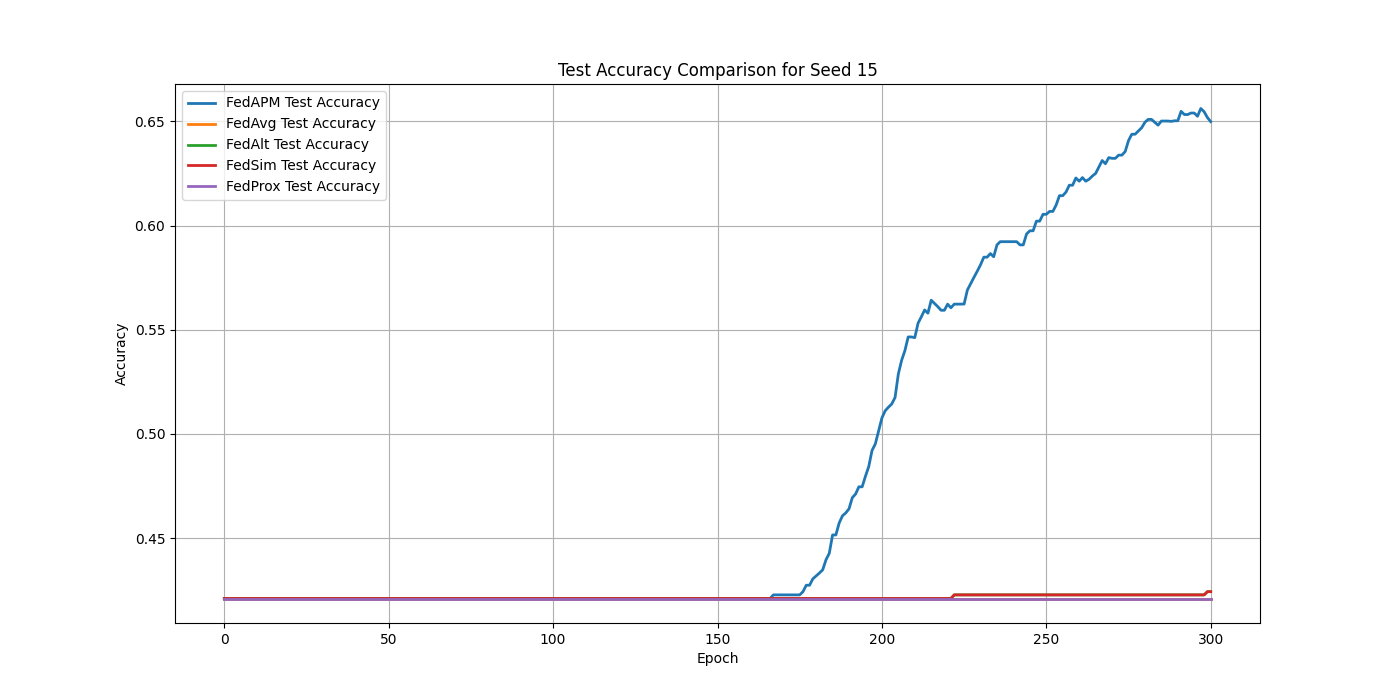 Test Accuracy Comparison for Seed 15
FedAPM Test Accuracy
FedAvg Test Accuracy
FedAlt Test Accuracy
FedSim Test Accuracy
FedProx Test Accuracy
0.65
0.60
0.55
0.50
0.45
Accuracy
0 50 100 150 200 250 300
Epoch